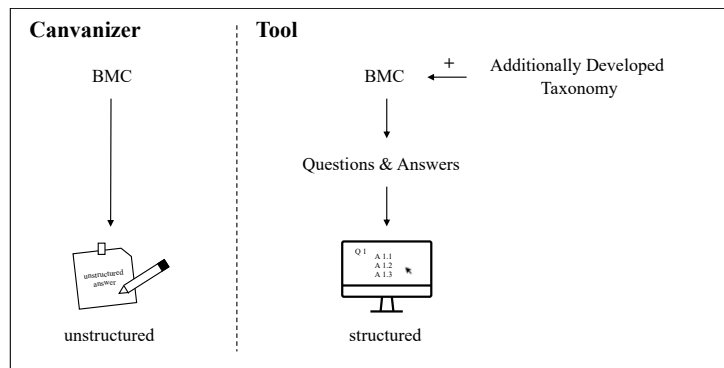 Canvanizer
BMC
unstructured
answer
unstructured
Tool
BMC
+
Additionally Developed
Taxonomy
Questions & Answers
Q 1
A 1.1
A 1.2
A 1.3
structured